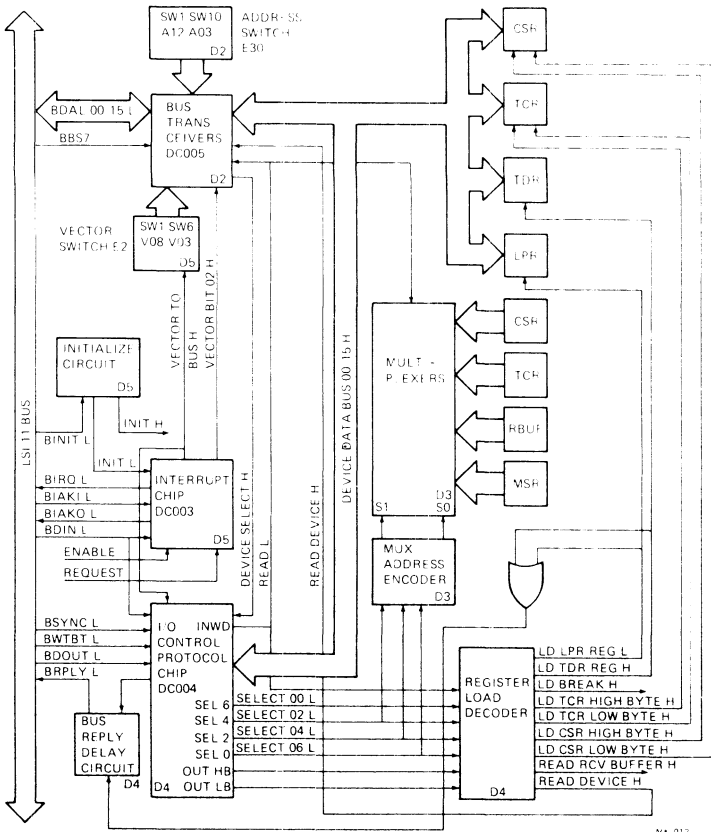 SW1 SW10
A12 A03
D2
ADDRESS
SWITCH
E30
CSR
BDAL 00 15 L
BBS7
BUS
TRANS
CEIVERS
DC005
D2
TCR
TDR
VECTOR
SWITCH E2
SW1 SW6
V08 V03
D5
LPR
VECTOR TO
BUS H
VECTOR BIT 02 H
INITIALIZE
CIRCUIT
D5
MULTI-
PLEXERS
D3
S1
S0
CSR
TCR
RBUF
MSR
LSI 11 BUS
BINIT L
INIT H
INIT L
BIRQ L
BIAKI L
BIAKO L
BDIN L
ENABLE
REQUEST
INTERRUPT
CHIP
DC003
D5
DEVICE SELECT H
READ L
READ DEVICE H
DEVICE DATA BUS 00 15 H
MUX
ADDRESS
ENCODER
D3
BSYNC L
BWTBT L
BDOUT L
BRPLY L
I/O
CONTROL
PROTOCOL
CHIP
DC004
INWD
SEL 6
SEL 4
SEL 2
SEL 0
OUT HB
OUT LB
D4
SELECT 00 L
SELECT 02 L
SELECT 04 L
SELECT 06 L
BUS
REPLY
DELAY
CIRCUIT
D4
REGISTER
LOAD
DECODER
D4
LD LPR REG L
LD TDR REG H
LD BREAK H
LD TCR HIGH BYTE H
LD TCR LOW BYTE H
LD CSR HIGH BYTE H
LD CSR LOW BYTE H
READ RCV BUFFER H
READ DEVICE H